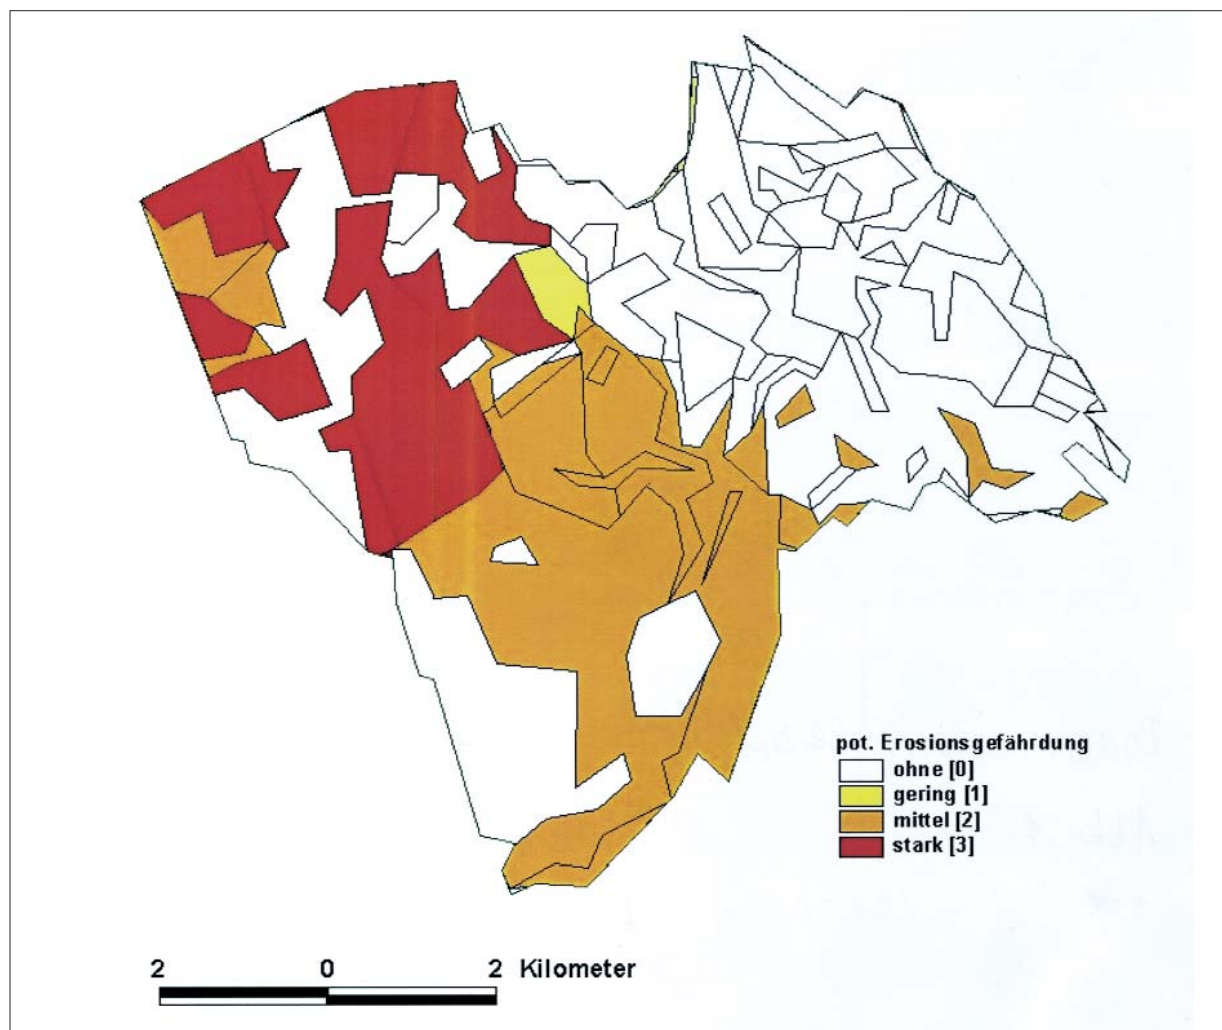 pot. Erosionsgefährdung
ohne [0]
gering [1]
mittel [2]
stark [3]
2 0 2 Kilometer